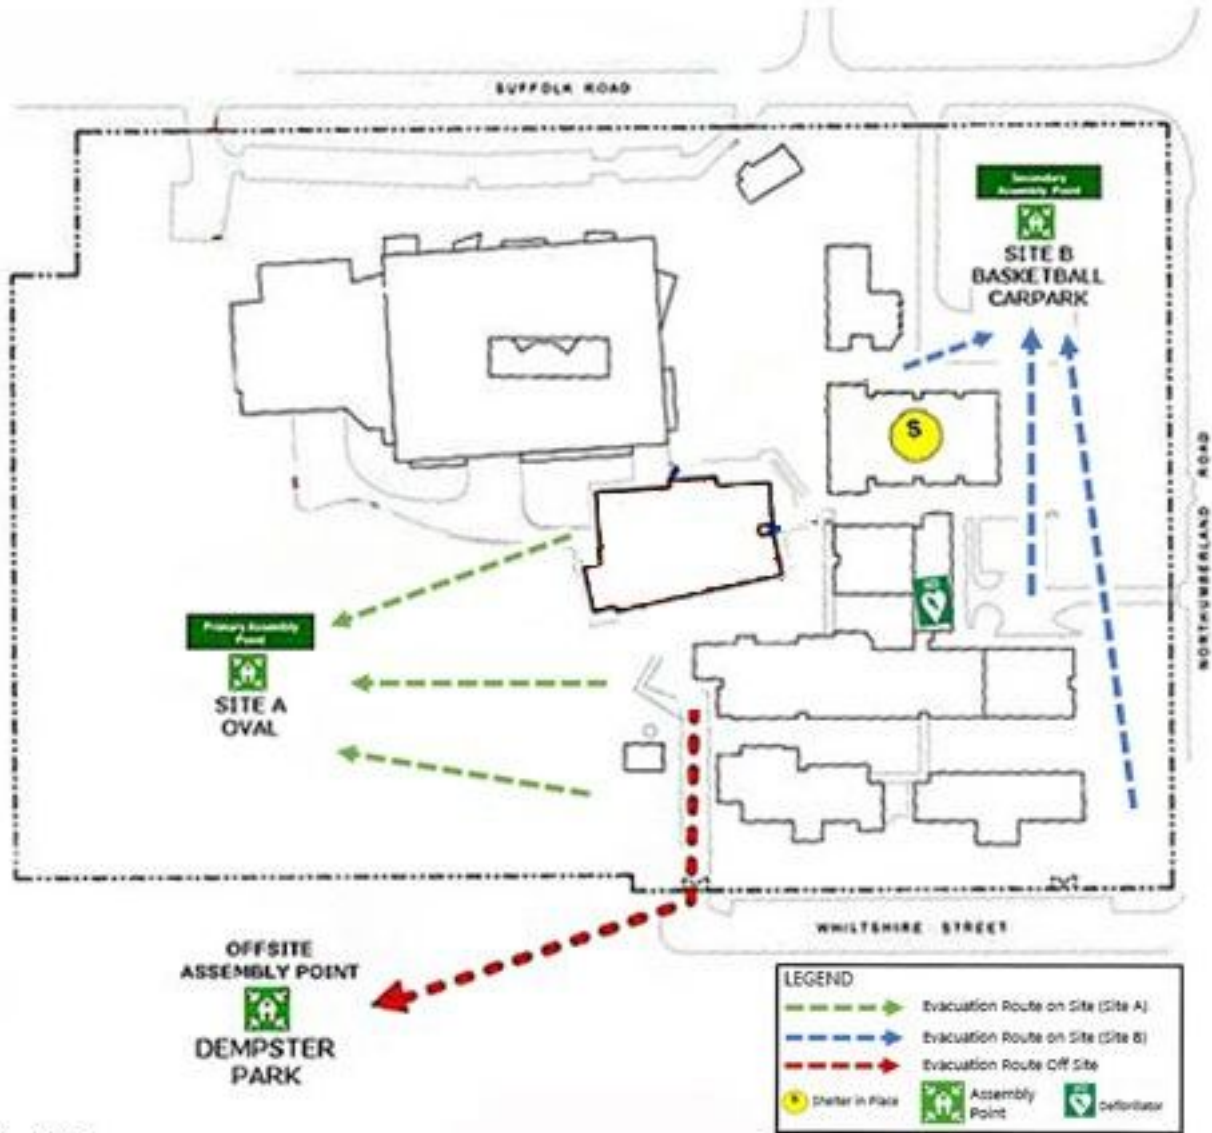 SUFFOLK ROAD
Secondary
Assembly Point
SITE B
BASKETBALL
CARPARK
S
NORTHUMBERLAND ROAD
Primary Assembly
Point
SITE A
OVAL
WHILTSHIRE STREET
OFFSITE
ASSEMBLY POINT
DEMPSTER
PARK
LEGEND
Evacuation Route on Site (Site A)
Evacuation Route on Site (Site B)
Evacuation Route Off Site
S
Shelter in Place
Assembly
Point
Defibrillator